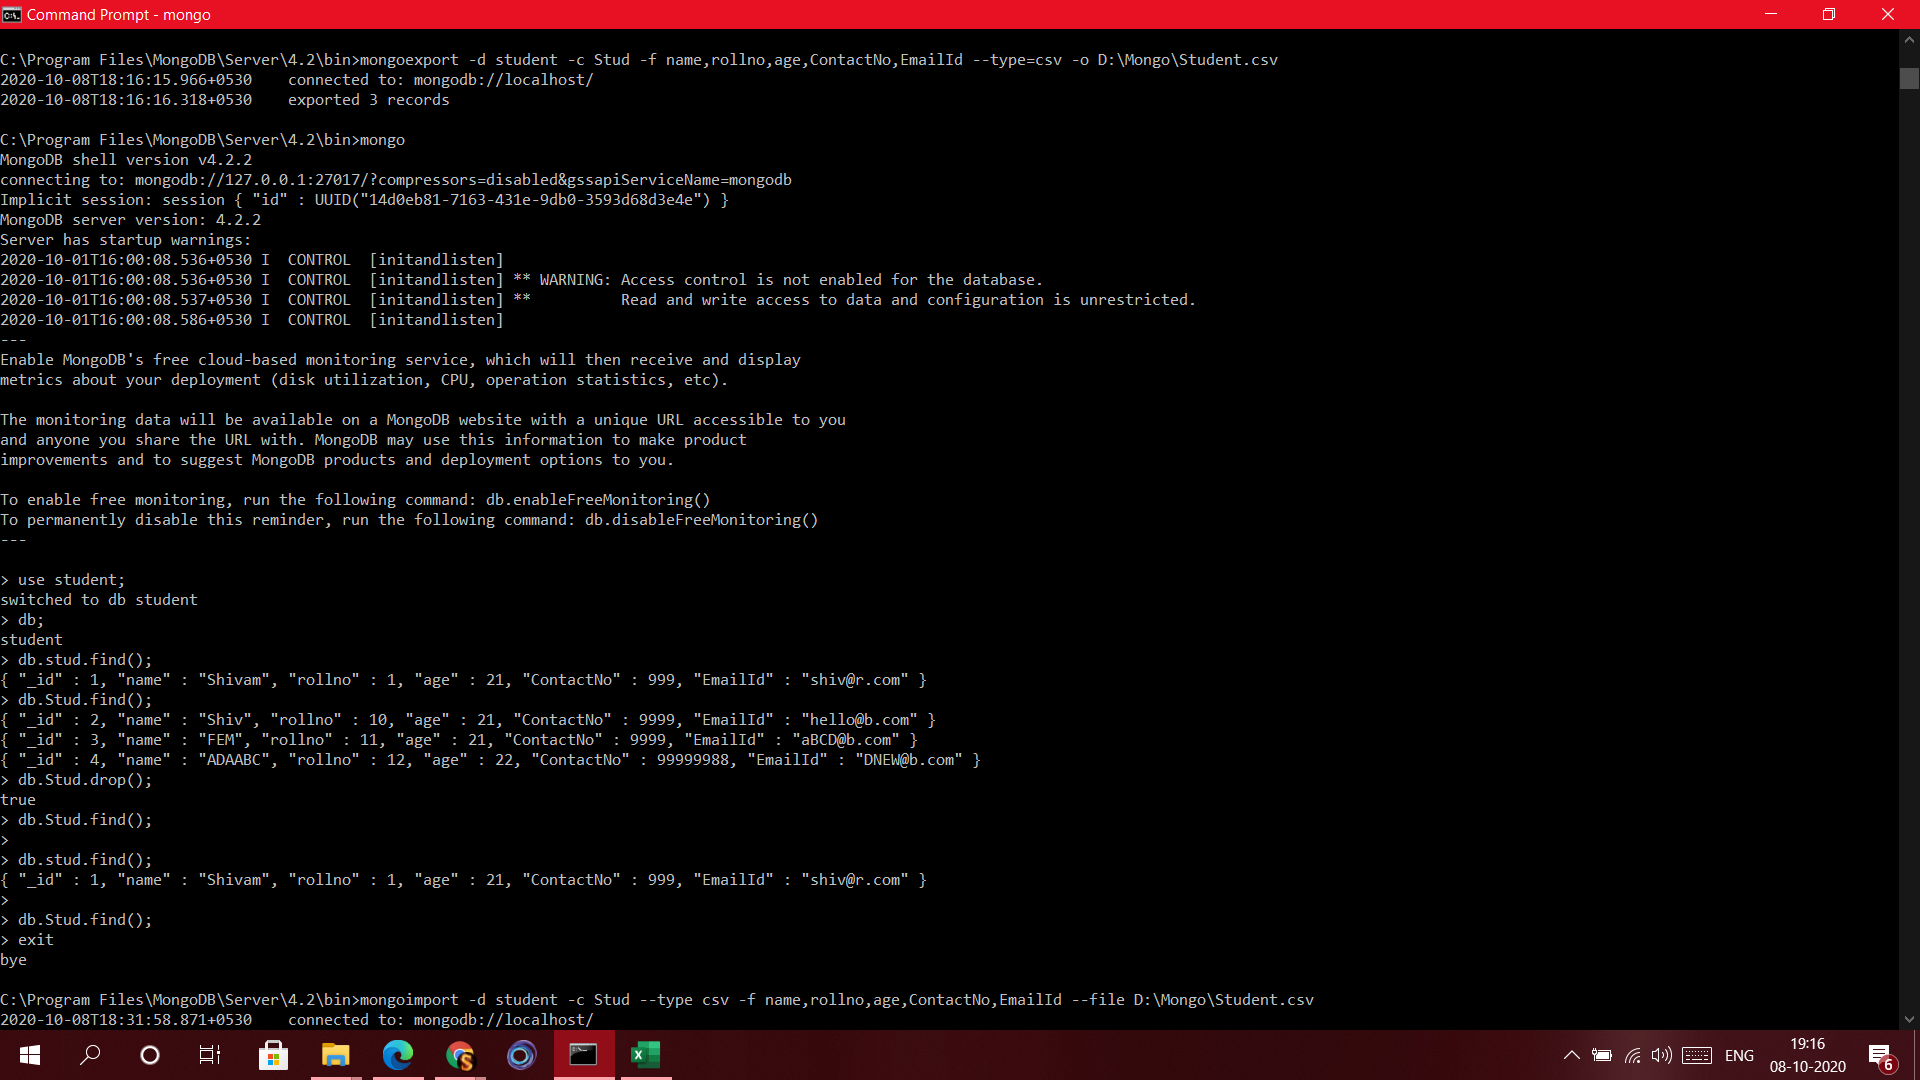 Command Prompt - mongo
C:\Program Files\MongoDB\Server\4.2\bin>mongoexport -d student -c Stud -f name,rollno,age,ContactNo,EmailId --type=csv -o D:\Mongo\Student.csv
2020-10-08T18:16:15.966+0530    connected to: mongodb://localhost/
2020-10-08T18:16:16.318+0530    exported 3 records
C:\Program Files\MongoDB\Server\4.2\bin>mongo
MongoDB shell version v4.2.2
connecting to: mongodb://127.0.0.1:27017/?compressors=disabled&gssapiServiceName=mongodb
Implicit session: session { "id" : UUID("14d0eb81-7163-431e-9db0-3593d68d3e4e") }
MongoDB server version: 4.2.2
Server has startup warnings:
2020-10-01T16:00:08.536+0530 I  CONTROL  [initandlisten]
2020-10-01T16:00:08.536+0530 I  CONTROL  [initandlisten] ** WARNING: Access control is not enabled for the database.
2020-10-01T16:00:08.537+0530 I  CONTROL  [initandlisten] **          Read and write access to data and configuration is unrestricted.
2020-10-01T16:00:08.586+0530 I  CONTROL  [initandlisten]
---
Enable MongoDB's free cloud-based monitoring service, which will then receive and display
metrics about your deployment (disk utilization, CPU, operation statistics, etc).
The monitoring data will be available on a MongoDB website with a unique URL accessible to you
and anyone you share the URL with. MongoDB may use this information to make product
improvements and to suggest MongoDB products and deployment options to you.
To enable free monitoring, run the following command: db.enableFreeMonitoring()
To permanently disable this reminder, run the following command: db.disableFreeMonitoring()
---
> use student;
switched to db student
> db;
student
> db.stud.find();
{ "_id" : 1, "name" : "Shivam", "rollno" : 1, "age" : 21, "ContactNo" : 999, "EmailId" : "shiv@r.com" }
> db.Stud.find();
{ "_id" : 2, "name" : "Shiv", "rollno" : 10, "age" : 21, "ContactNo" : 9999, "EmailId" : "hello@b.com" }
{ "_id" : 3, "name" : "FEM", "rollno" : 11, "age" : 21, "ContactNo" : 9999, "EmailId" : "aBCD@b.com" }
{ "_id" : 4, "name" : "ADAABC", "rollno" : 12, "age" : 22, "ContactNo" : 99999988, "EmailId" : "DNEW@b.com" }
> db.Stud.drop();
true
> db.Stud.find();
>
> db.stud.find();
{ "_id" : 1, "name" : "Shivam", "rollno" : 1, "age" : 21, "ContactNo" : 999, "EmailId" : "shiv@r.com" }
>
> db.Stud.find();
> exit
bye
C:\Program Files\MongoDB\Server\4.2\bin>mongoimport -d student -c Stud --type csv -f name,rollno,age,ContactNo,EmailId --file D:\Mongo\Student.csv
2020-10-08T18:31:58.871+0530    connected to: mongodb://localhost/
ENG
19:16
08-10-2020
6